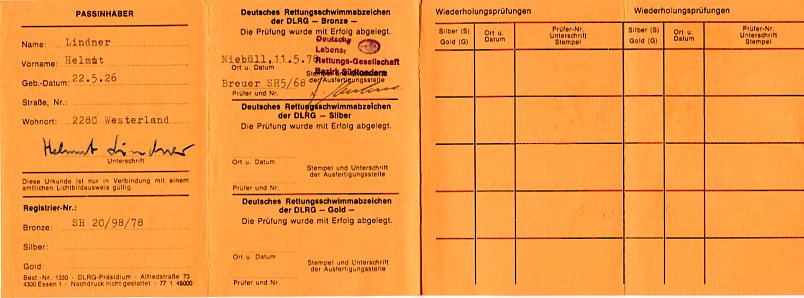 PASSINHABER
Name: Lindner
Vorname: Helmut
Geb.-Datum: 22.5.26
Straße, Nr.:
Wohnort: 2280 Westerland
Helmut Lindner
Unterschrift
Diese Urkunde ist nur in Verbindung mit einem
amtlichen Lichtbildausweis gültig.
Registrier-Nr.:
Bronze: SH 20/98/78
Silber:
Gold:
Best.-Nr. 1330 · DLRG-Präsidium · Alfredstraße 73
4300 Essen 1 · Nachdruck nicht gestattet · 77 1 48000
Deutsches Rettungsschwimmabzeichen
der DLRG – Bronze –
Die Prüfung wurde mit Erfolg abgelegt.
Deutsche
Lebens-
Rettungs-Gesellschaft
Bezirk Südtondern
Niebüll, 11.5.78
Ort u. Datum
Stempel und Unterschrift
der Ausfertigungsstelle
Breuer SH5/68
Prüfer und Nr.
Deutsches Rettungsschwimmabzeichen
der DLRG – Silber
Die Prüfung wurde mit Erfolg abgelegt.
Ort u. Datum
Stempel und Unterschrift
der Ausfertigungsstelle
Prüfer und Nr.
Deutsches Rettungsschwimmabzeichen
der DLRG – Gold –
Die Prüfung wurde mit Erfolg abgelegt.
Ort u. Datum
Stempel und Unterschrift
der Ausfertigungsstelle
Prüfer und Nr.
Wiederholungsprüfungen
Silber (S)
Gold (G)
Ort u.
Datum
Prüfer-Nr.
Unterschrift
Stempel
Wiederholungsprüfungen
Silber (S)
Gold (G)
Ort u.
Datum
Prüfer-Nr.
Unterschrift
Stempel